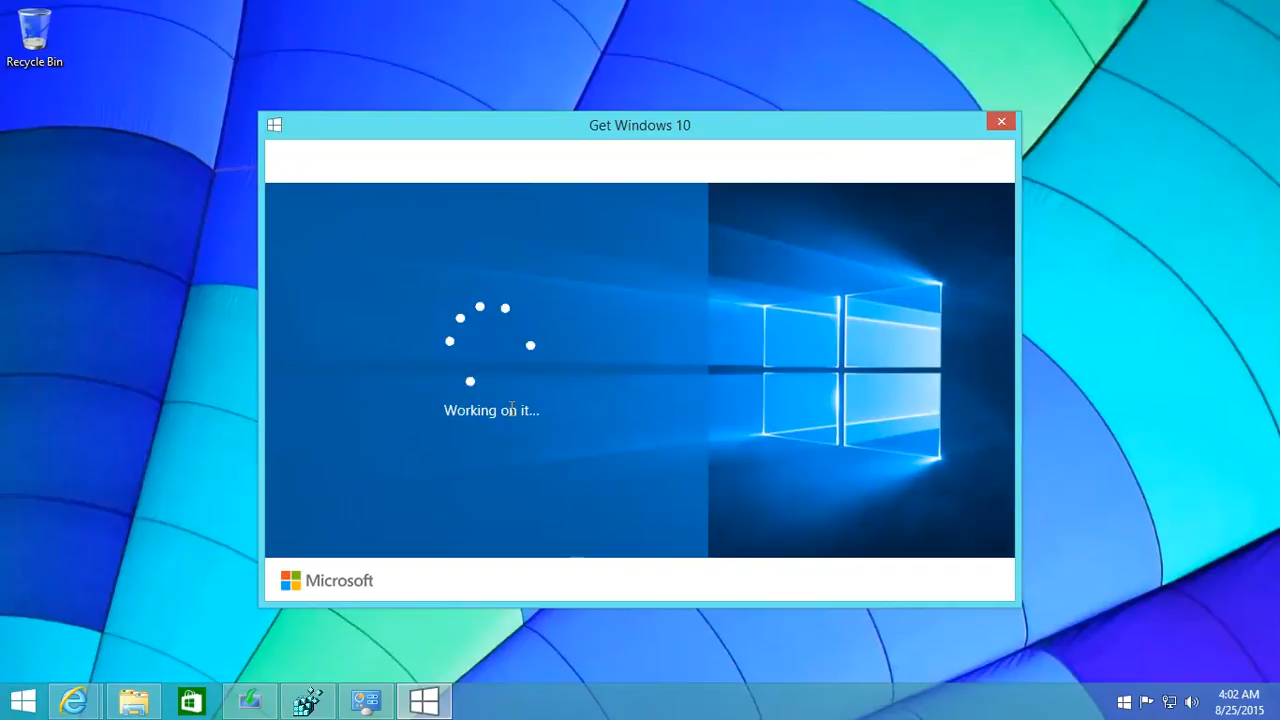 Recycle Bin
Get Windows 10
Working on it...
Microsoft
4:02 AM
8/25/2015